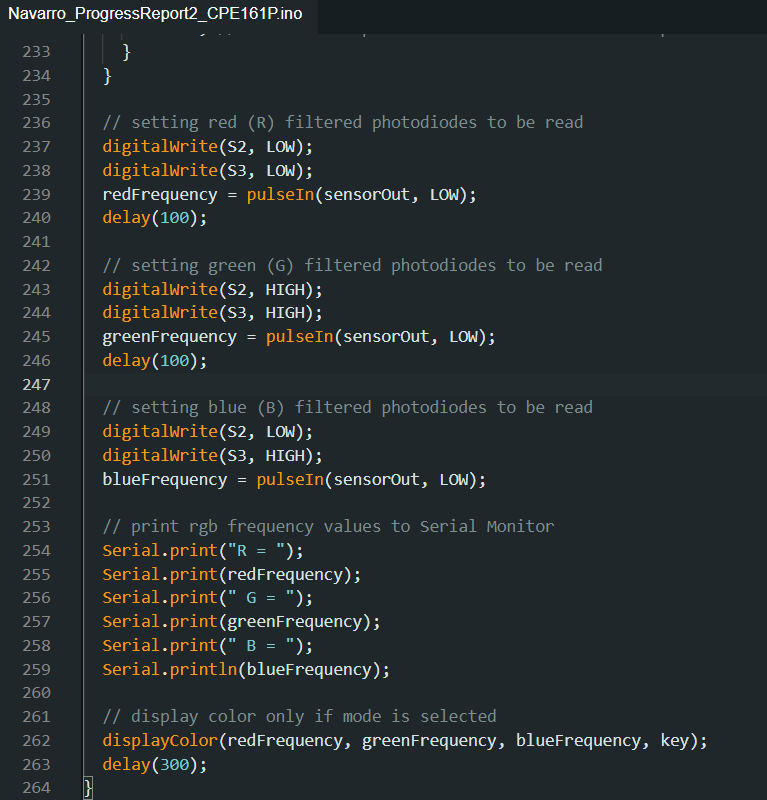 Navarro_ProgressReport2_CPE161P.ino
233 }
234 }
235
236 // setting red (R) filtered photodiodes to be read
237 digitalWrite(S2, LOW);
238 digitalWrite(S3, LOW);
239 redFrequency = pulseIn(sensorOut, LOW);
240 delay(100);
241
242 // setting green (G) filtered photodiodes to be read
243 digitalWrite(S2, HIGH);
244 digitalWrite(S3, HIGH);
245 greenFrequency = pulseIn(sensorOut, LOW);
246 delay(100);
247
248 // setting blue (B) filtered photodiodes to be read
249 digitalWrite(S2, LOW);
250 digitalWrite(S3, HIGH);
251 blueFrequency = pulseIn(sensorOut, LOW);
252
253 // print rgb frequency values to Serial Monitor
254 Serial.print("R = ");
255 Serial.print(redFrequency);
256 Serial.print(" G = ");
257 Serial.print(greenFrequency);
258 Serial.print(" B = ");
259 Serial.println(blueFrequency);
260
261 // display color only if mode is selected
262 displayColor(redFrequency, greenFrequency, blueFrequency, key);
263 delay(300);
264 }